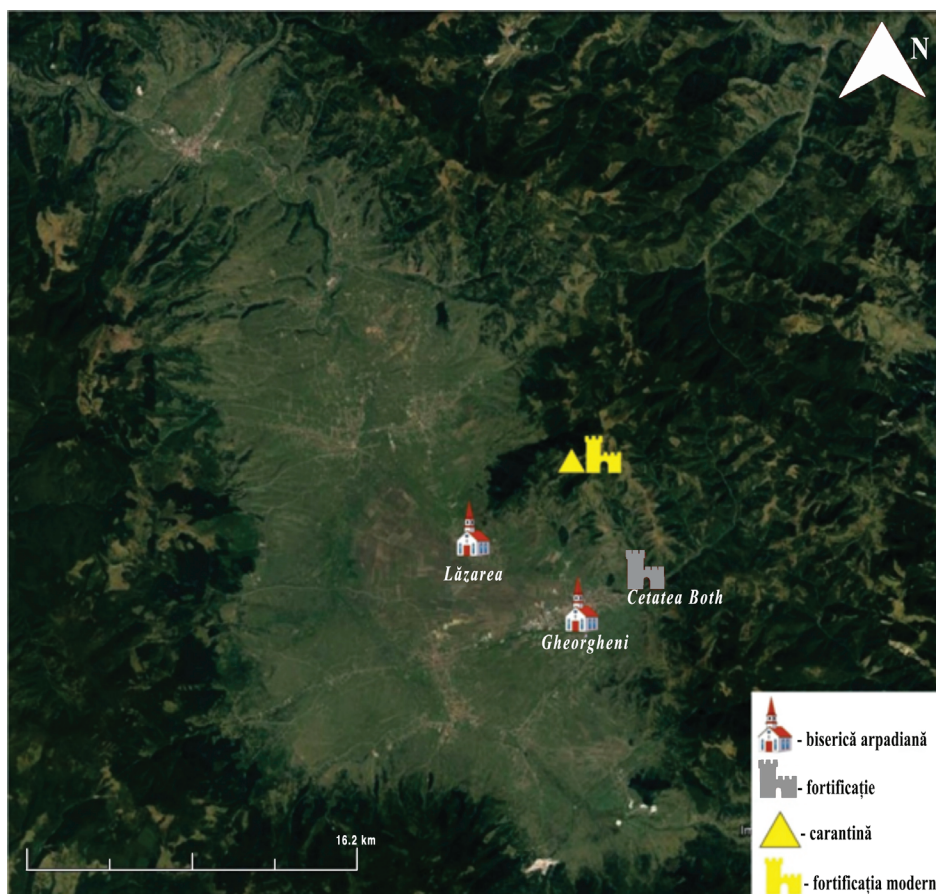 N
Lăzarea
Cetatea Both
Gheorgheni
- biserică arpadiană
16.2 km
- fortificație
- carantină
- fortificația modern